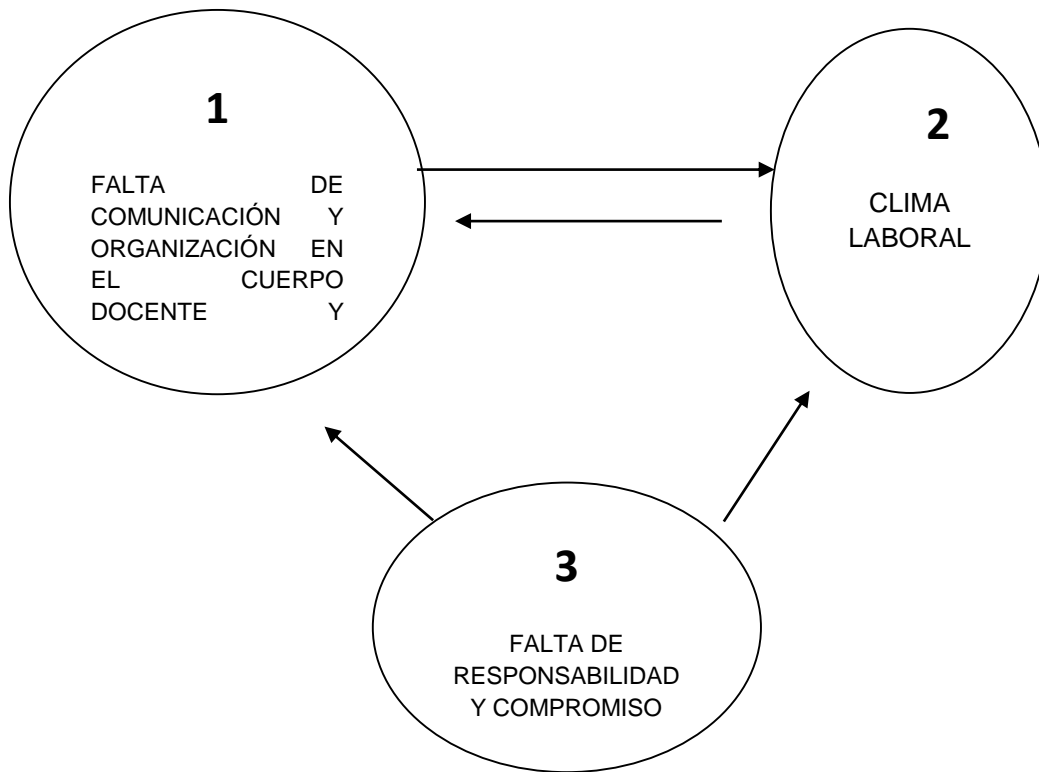 1
FALTA DE
COMUNICACIÓN Y
ORGANIZACIÓN EN
EL CUERPO
DOCENTE Y
2
CLIMA
LABORAL
3
FALTA DE
RESPONSABILIDAD
Y COMPROMISO